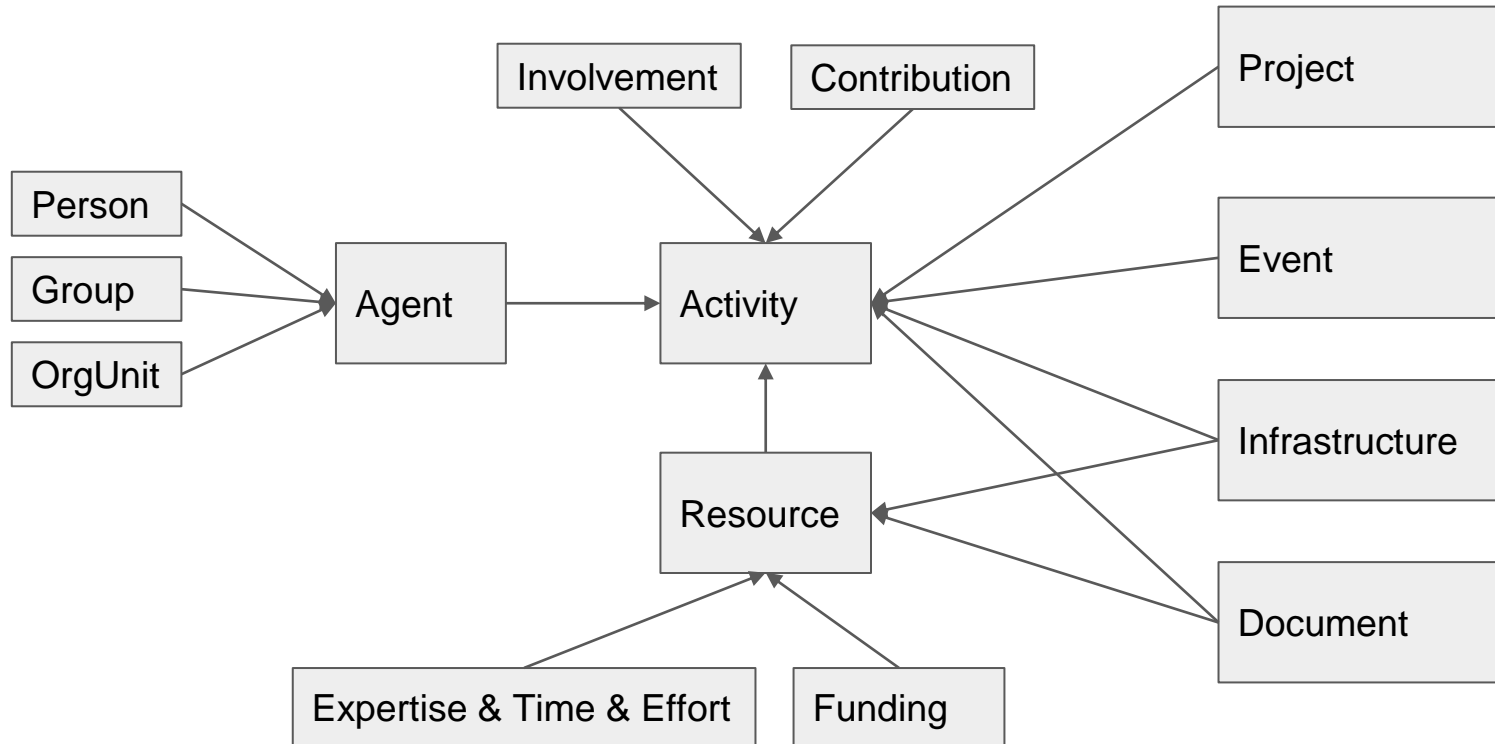 Involvement
Contribution
Project
Person
Group
OrgUnit
Agent
Activity
Event
Resource
Infrastructure
Document
Expertise & Time & Effort
Funding